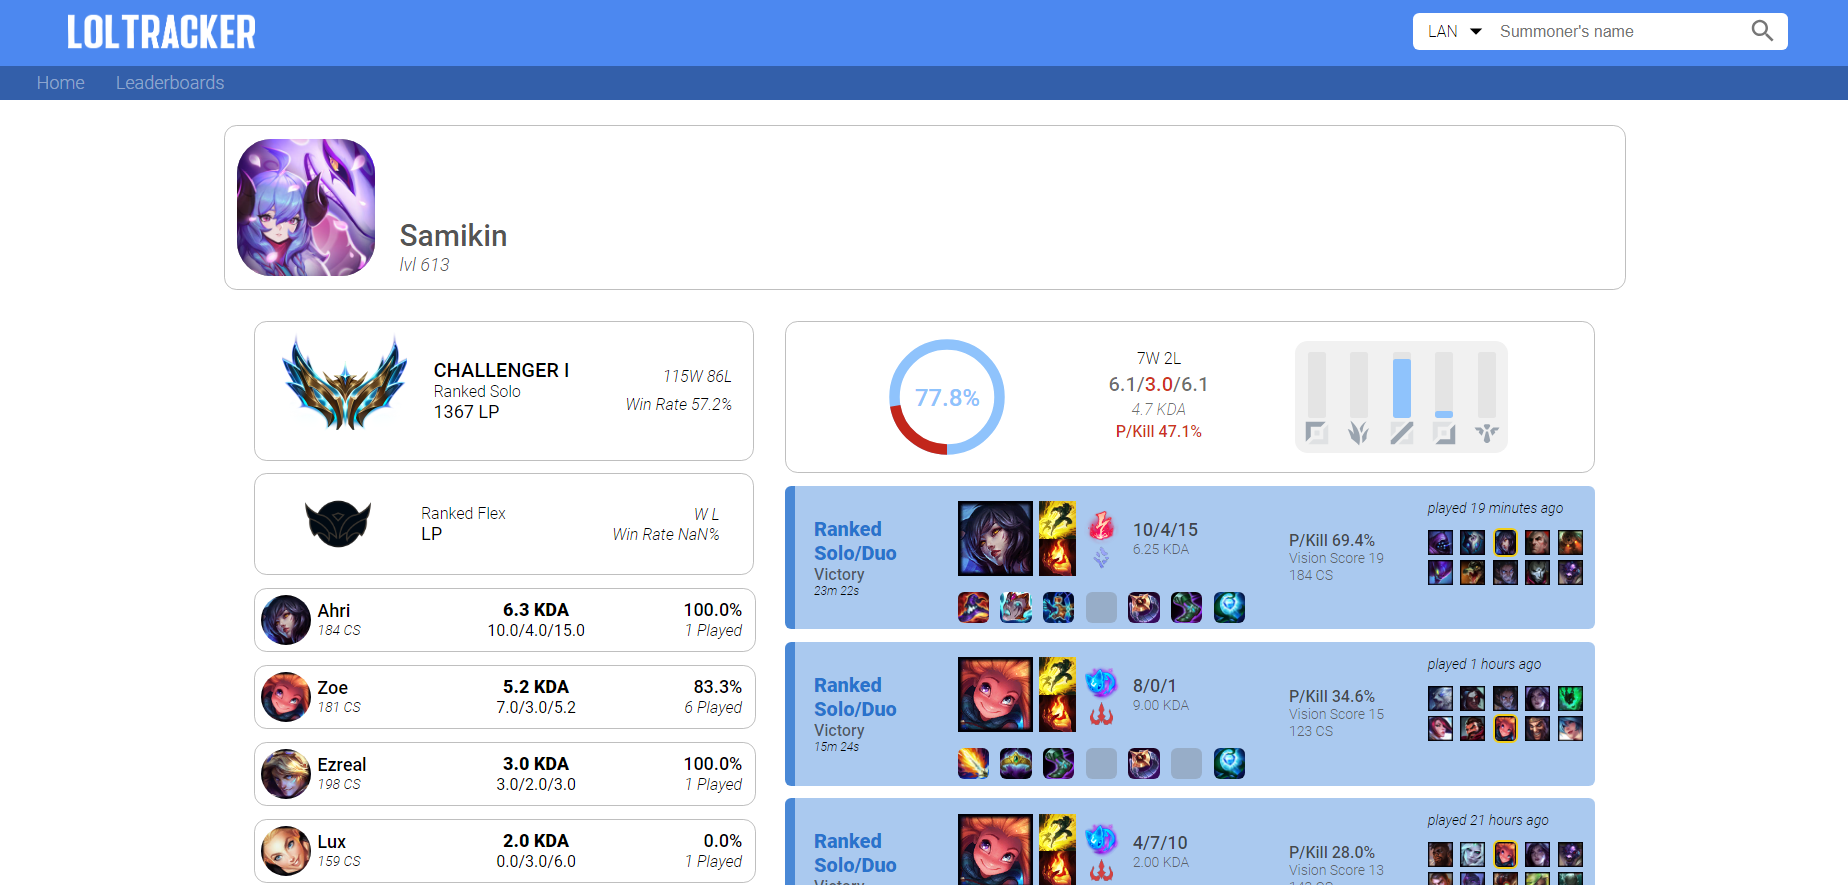 LOLTRACKER
LAN
Summoner's name
Home
Leaderboards
Samikin
lvl 613
CHALLENGER I
Ranked Solo
1367 LP
115W 86L
Win Rate 57.2%
Ranked Flex
LP
W L
Win Rate NaN%
Ahri
184 CS
6.3 KDA
10.0/4.0/15.0
100.0%
1 Played
Zoe
181 CS
5.2 KDA
7.0/3.0/5.2
83.3%
6 Played
Ezreal
198 CS
3.0 KDA
3.0/2.0/3.0
100.0%
1 Played
Lux
159 CS
2.0 KDA
0.0/3.0/6.0
0.0%
1 Played
77.8%
7W 2L
6.1/3.0/6.1
4.7 KDA
P/Kill 47.1%
Ranked
Solo/Duo
Victory
23m 22s
10/4/15
6.25 KDA
P/Kill 69.4%
Vision Score 19
184 CS
played 19 minutes ago
Ranked
Solo/Duo
Victory
15m 24s
8/0/1
9.00 KDA
P/Kill 34.6%
Vision Score 15
123 CS
played 1 hours ago
Ranked
Solo/Duo
Victory
4/7/10
2.00 KDA
P/Kill 28.0%
Vision Score 13
played 21 hours ago